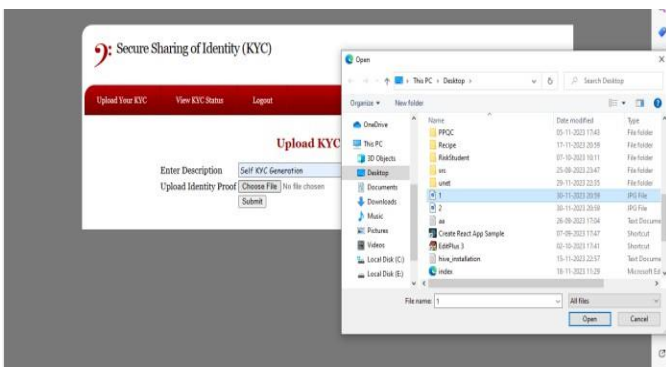 Secure Sharing of Identity (KYC)
Upload Your KYC View KYC Status Logout
Upload KYC
Enter Description Self KYC Generation
Upload Identity Proof Choose File No file chosen
Submit
Open
This PC › Desktop ›
Search Desktop
Organize New folder
OneDrive
This PC
3D Objects
Desktop
Documents
Downloads
Music
Pictures
Videos
Local Disk (C:)
Local Disk (E:)
Name Date modified Type
PPQC 03-11-2023 17:43 File folder
Recipe 17-11-2023 20:59 File folder
RiskStudent 07-10-2023 10:11 File folder
src 25-08-2023 23:47 File folder
unet 29-11-2023 22:35 File folder
1 30-11-2023 20:59 JPG File
2 30-11-2023 20:59 JPG File
aa 26-09-2023 17:04 Text Docume
Create React App Sample 07-09-2023 17:47 Shortcut
EditPlus 3 02-10-2023 17:41 Shortcut
hive_installation 15-11-2023 22:57 Text Docume
index 18-11-2023 11:29 Microsoft Ed
File name: 1 All files
Open Cancel